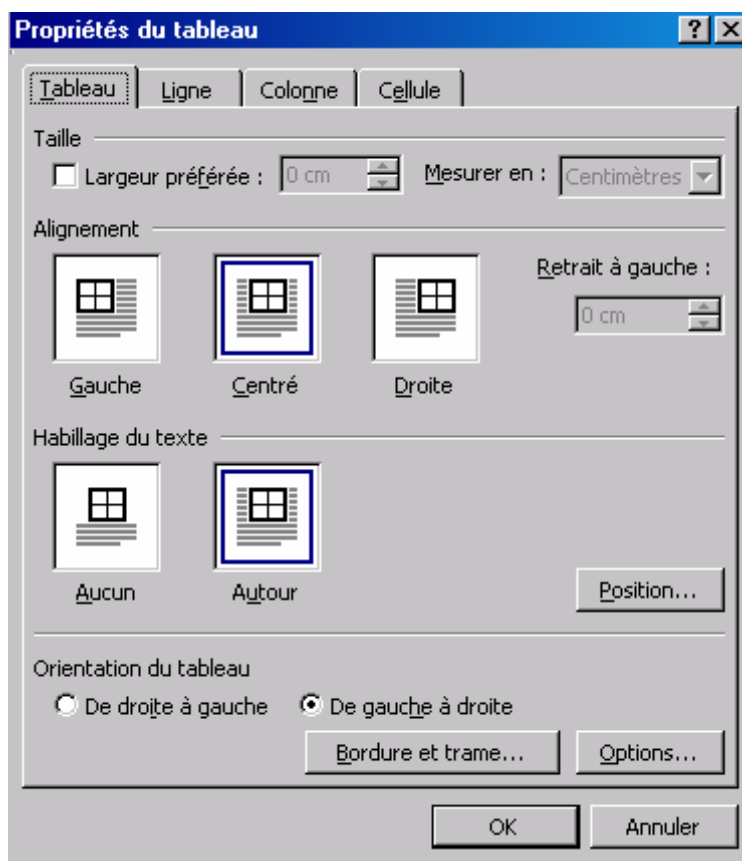 Propriétés du tableau
Tableau Ligne Colonne Cellule
Taille
Largeur préférée : 0 cm Mesurer en : Centimètres
Alignement
Retrait à gauche :
0 cm
Gauche Centré Droite
Habillage du texte
Aucun Autour Position...
Orientation du tableau
De droite à gauche De gauche à droite
Bordure et trame... Options...
OK Annuler